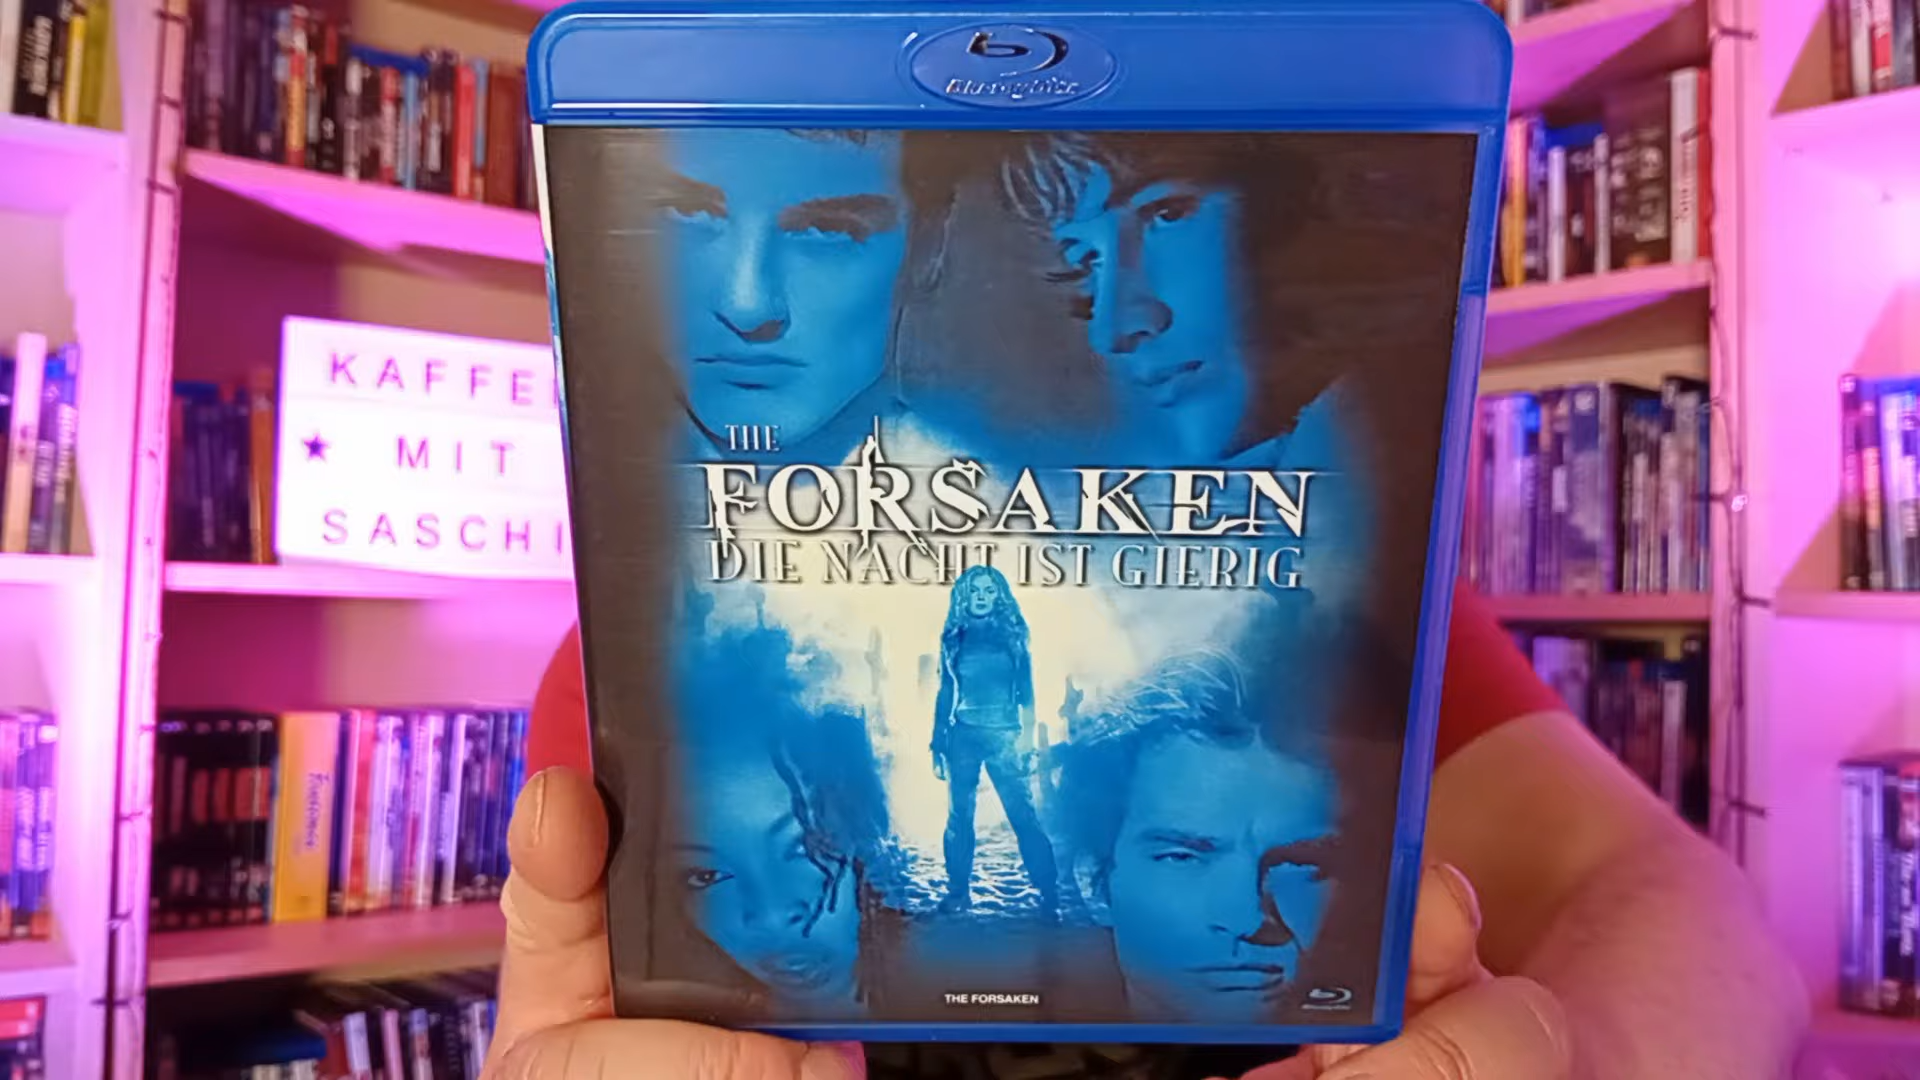 Blu-ray Disc
KAFFE
★ MIT
SASCH
THE
FORSAKEN
DIE NACHT IST GIERIG
THE FORSAKEN